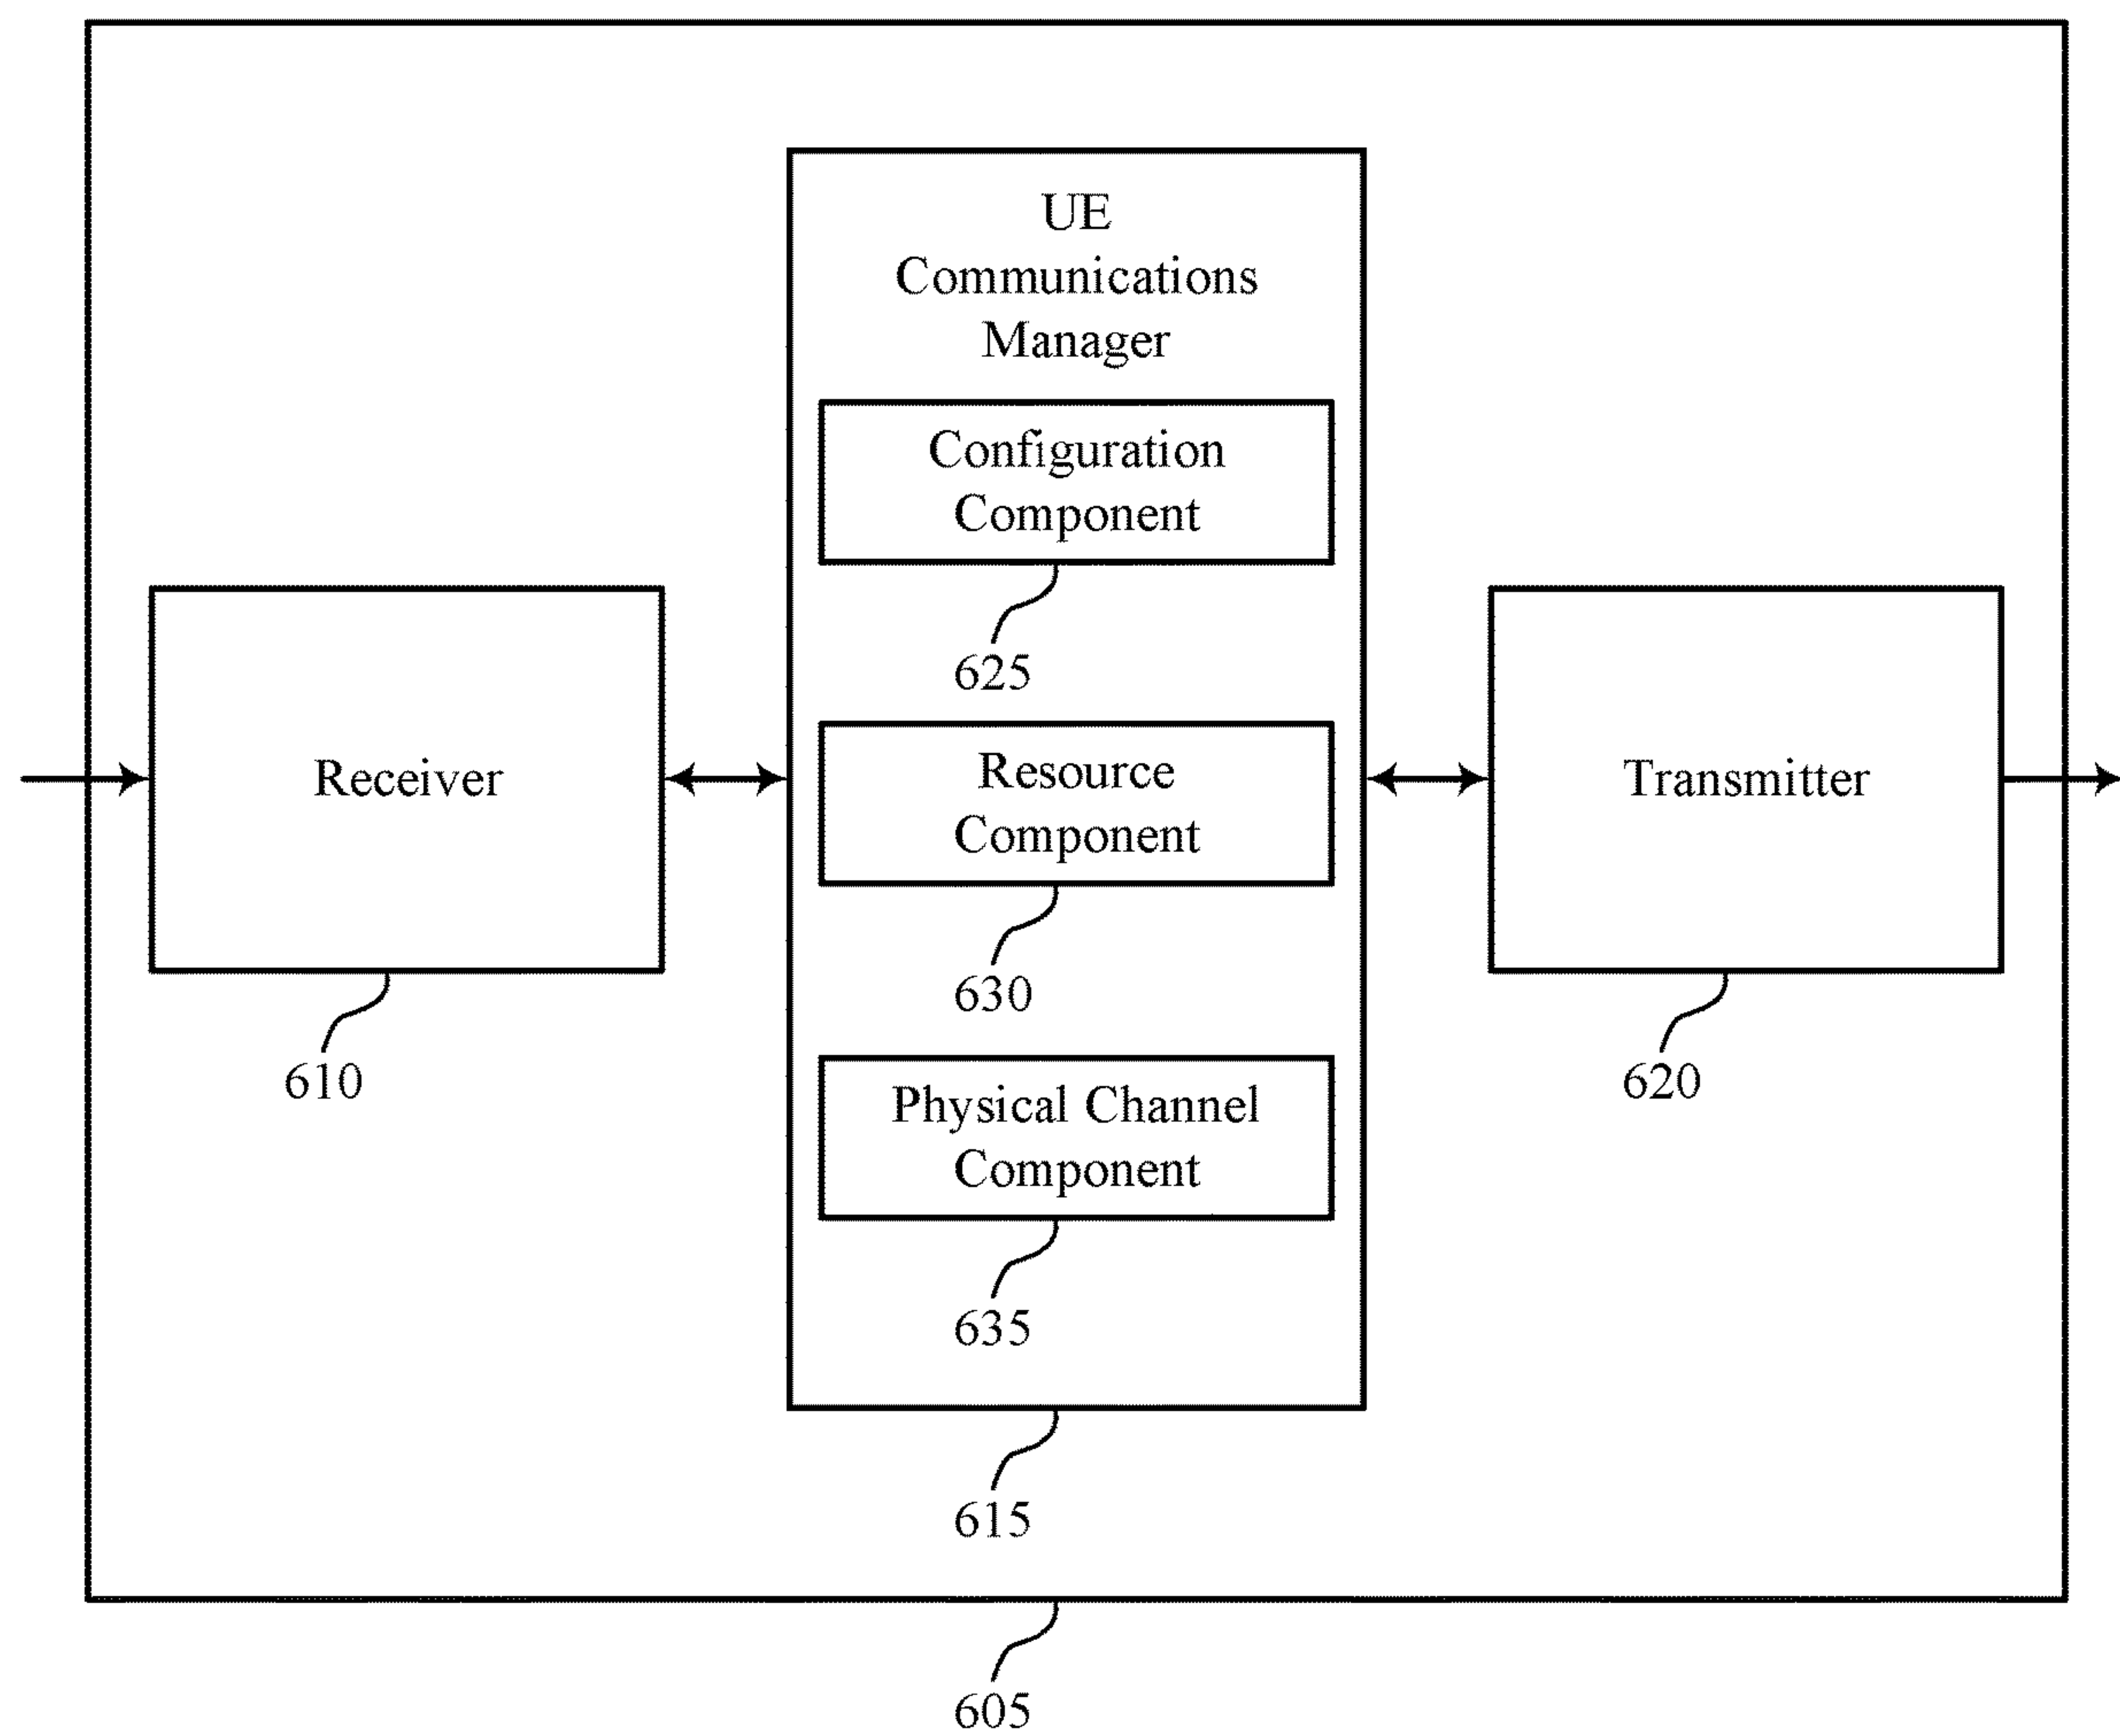 UE
Communications
Manager
Configuration
Component
625
Receiver
610
Resource
Component
630
Transmitter
620
Physical Channel
Component
635
615
605